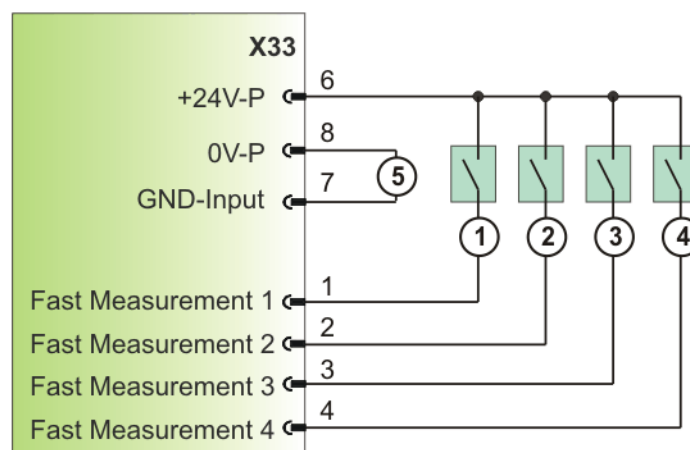 X33
+24V-P 6
0V-P 8
5
GND-Input 7
1 2 3 4
Fast Measurement 1 1
Fast Measurement 2 2
Fast Measurement 3 3
Fast Measurement 4 4